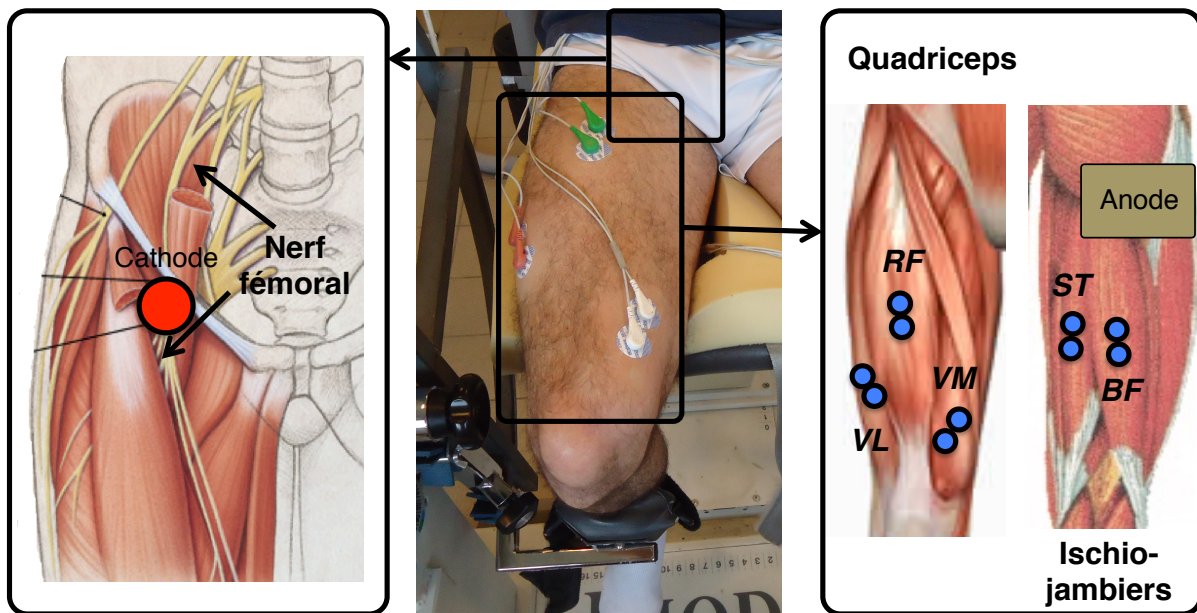 Cathode
Nerf
fémoral
Quadriceps
RF
VL
VM
Anode
ST
BF
Ischio-
jambiers